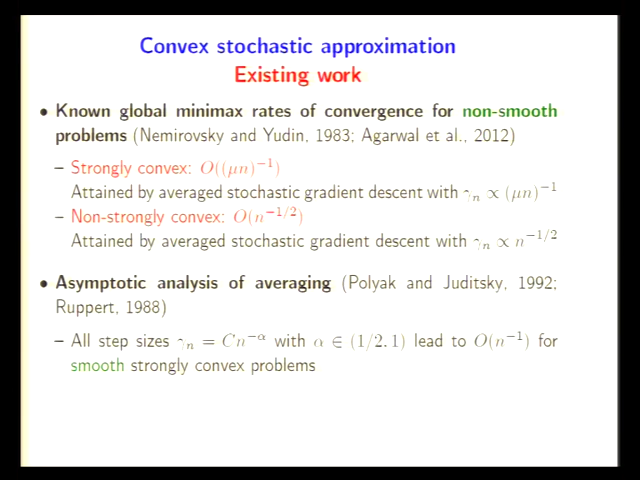 Convex stochastic approximation
Existing work
• Known global minimax rates of convergence for non-smooth
problems (Nemirovsky and Yudin, 1983; Agarwal et al., 2012)
– Strongly convex: O((μn)⁻¹)
Attained by averaged stochastic gradient descent with γₙ ∝ (μn)⁻¹
– Non-strongly convex: O(n⁻¹/²)
Attained by averaged stochastic gradient descent with γₙ ∝ n⁻¹/²
• Asymptotic analysis of averaging (Polyak and Juditsky, 1992;
Ruppert, 1988)
– All step sizes γₙ = Cn⁻ᵅ with α ∈ (1/2, 1) lead to O(n⁻¹) for
smooth strongly convex problems